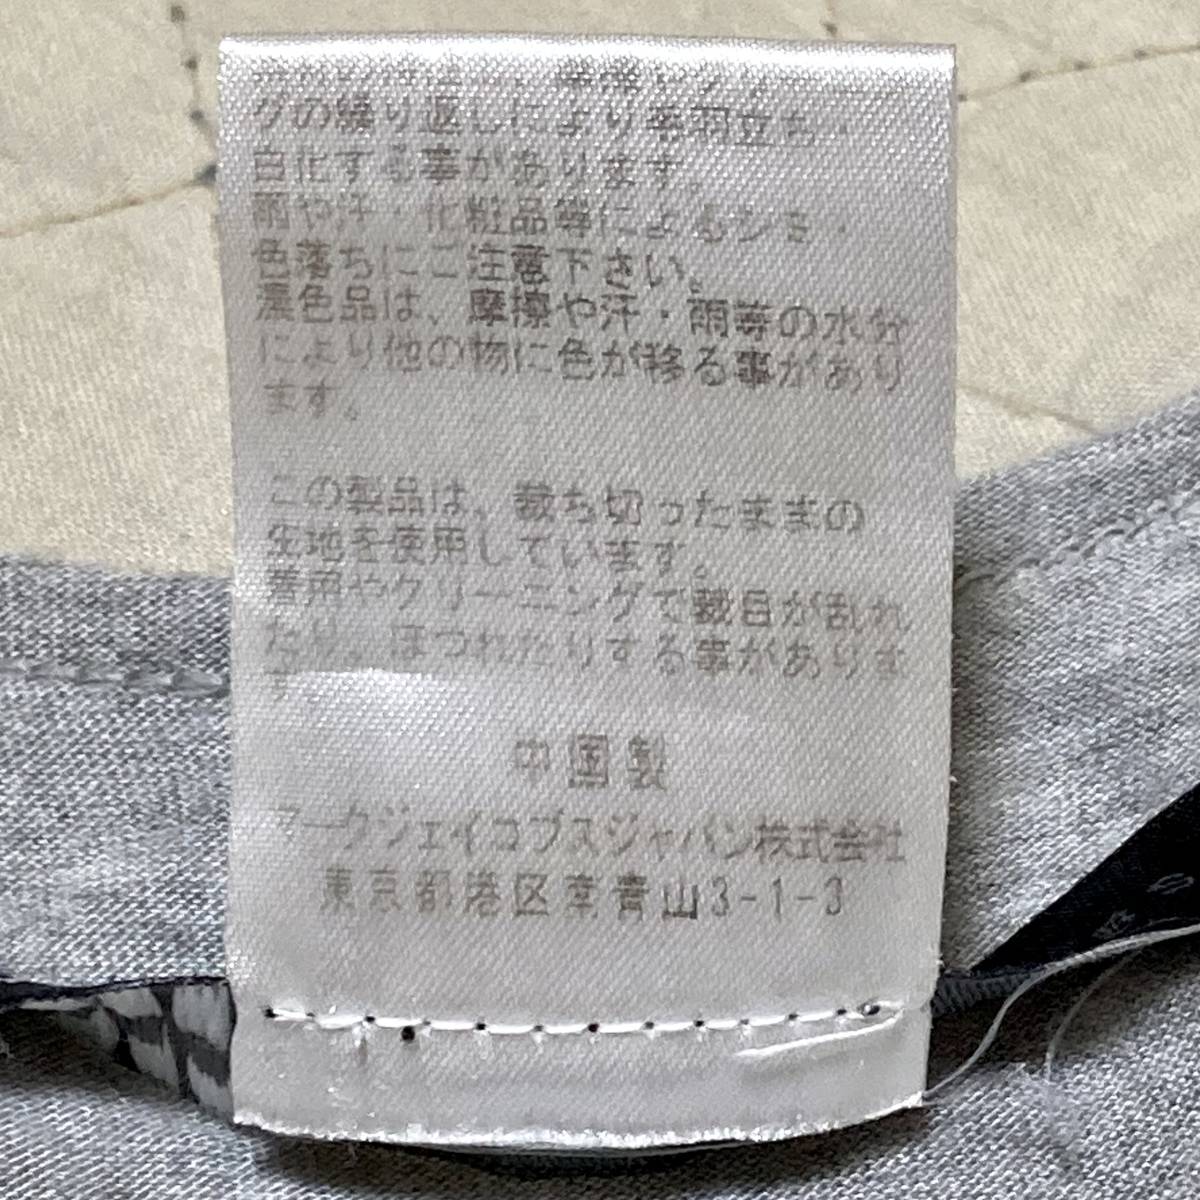 グの繰り返しにより毛羽立ち・
白化する事があります。
雨や汗・化粧品等によるシミ・
色落ちにご注意下さい。
濃色品は、摩擦や汗・雨等の水分
により他の物に色が移る事があり
ます。
この製品は、裁ち切ったままの
生地を使用しています。
着用やクリーニングで裁目が乱れ
たり、ほつれたりする事がありま
す
中国製
マークジェイコブスジャパン株式会社
東京都港区南青山3-1-3